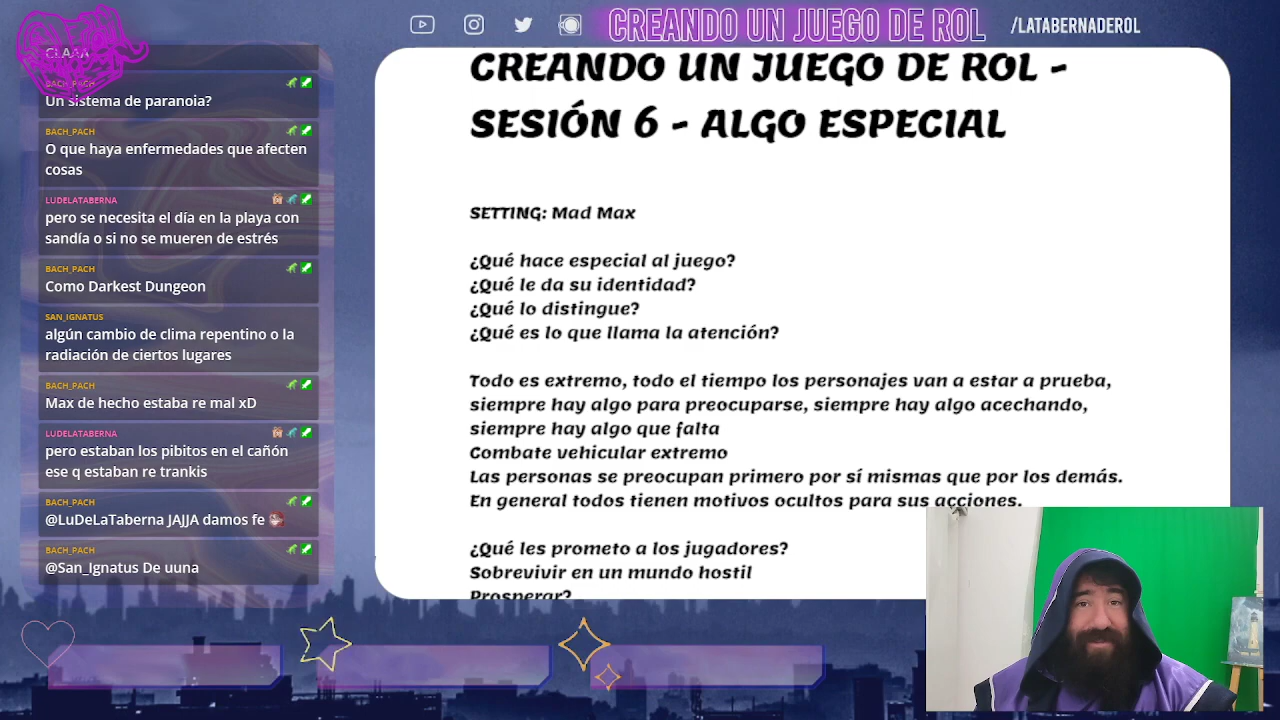 CREANDO UN JUEGO DE ROL
/LATABERNADEROL
CLAAA
BACH_PACH
Un sistema de paranoia?
BACH_PACH
O que haya enfermedades que afecten
cosas
LUDELATABERNA
pero se necesita el día en la playa con
sandía o si no se mueren de estrés
BACH_PACH
Como Darkest Dungeon
SAN_IGNATUS
algún cambio de clima repentino o la
radiación de ciertos lugares
BACH_PACH
Max de hecho estaba re mal xD
LUDELATABERNA
pero estaban los pibitos en el cañón
ese q estaban re trankis
BACH_PACH
@LuDeLaTaberna JAJJA damos fe
BACH_PACH
@San_Ignatus De uuna
CREANDO UN JUEGO DE ROL -
SESIÓN 6 - ALGO ESPECIAL
SETTING: Mad Max
¿Qué hace especial al juego?
¿Qué le da su identidad?
¿Qué lo distingue?
¿Qué es lo que llama la atención?
Todo es extremo, todo el tiempo los personajes van a estar a prueba,
siempre hay algo para preocuparse, siempre hay algo acechando,
siempre hay algo que falta
Combate vehicular extremo
Las personas se preocupan primero por sí mismas que por los demás.
En general todos tienen motivos ocultos para sus acciones.
¿Qué les prometo a los jugadores?
Sobrevivir en un mundo hostil
Prosperar?